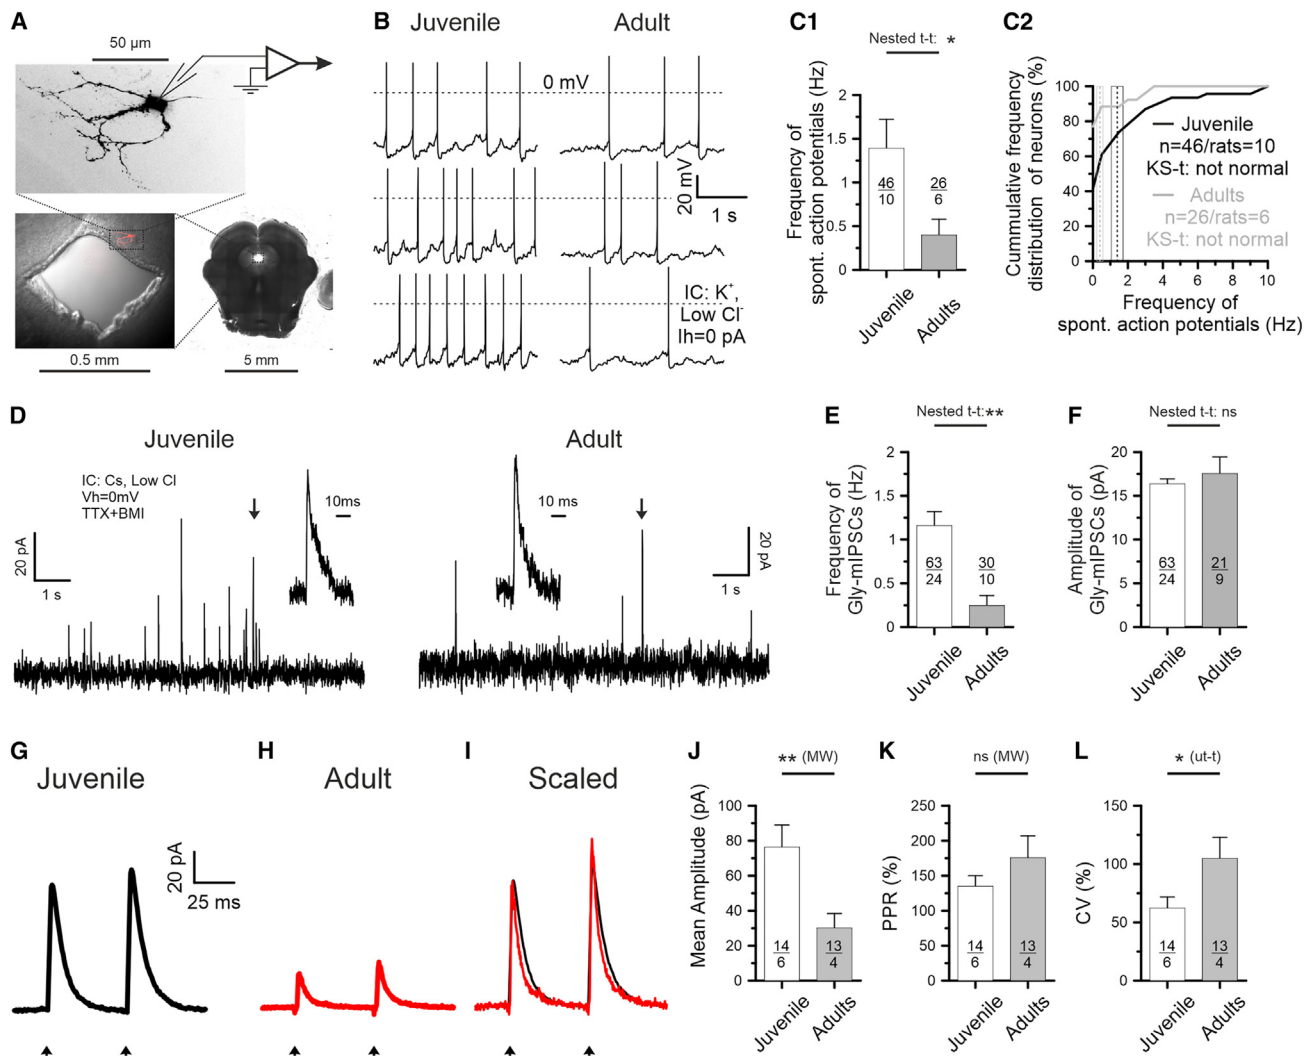 A
50 µm
0.5 mm
5 mm
B
Juvenile
Adult
0 mV
20 mV
1 s
IC: K+,
Low Cl-
Ih=0 pA
C1
Nested t-t: *
Frequency of
spont. action potentials (Hz)
2
1.5
1
0.5
0
46
10
26
6
Juvenile
Adults
C2
Cummulative frequency
distribution of neurons (%)
100
80
60
40
20
0
Juvenile
n=46/rats=10
KS-t: not normal
Adults
n=26/rats=6
KS-t: not normal
0 2 4 6 8 10
Frequency of
spont. action potentials (Hz)
D
Juvenile
IC: Cs, Low Cl
Vh=0mV
TTX+BMI
20 pA
1 s
10ms
Adult
10 ms
20 pA
1 s
E
Nested t-t:**
Frequency of
Gly-mIPSCs (Hz)
2
1.5
1
0.5
0
63
24
30
10
Juvenile
Adults
F
Nested t-t: ns
Amplitude of
Gly-mIPSCs (pA)
20
15
10
5
0
63
24
21
9
Juvenile
Adults
G
Juvenile
20 pA
25 ms
H
Adult
I
Scaled
J
** (MW)
Mean Amplitude (pA)
100
80
60
40
20
0
14
6
13
4
Juvenile
Adults
K
ns (MW)
PPR (%)
250
200
150
100
50
0
14
6
13
4
Juvenile
Adults
L
* (ut-t)
CV (%)
150
100
50
0
14
6
13
4
Juvenile
Adults